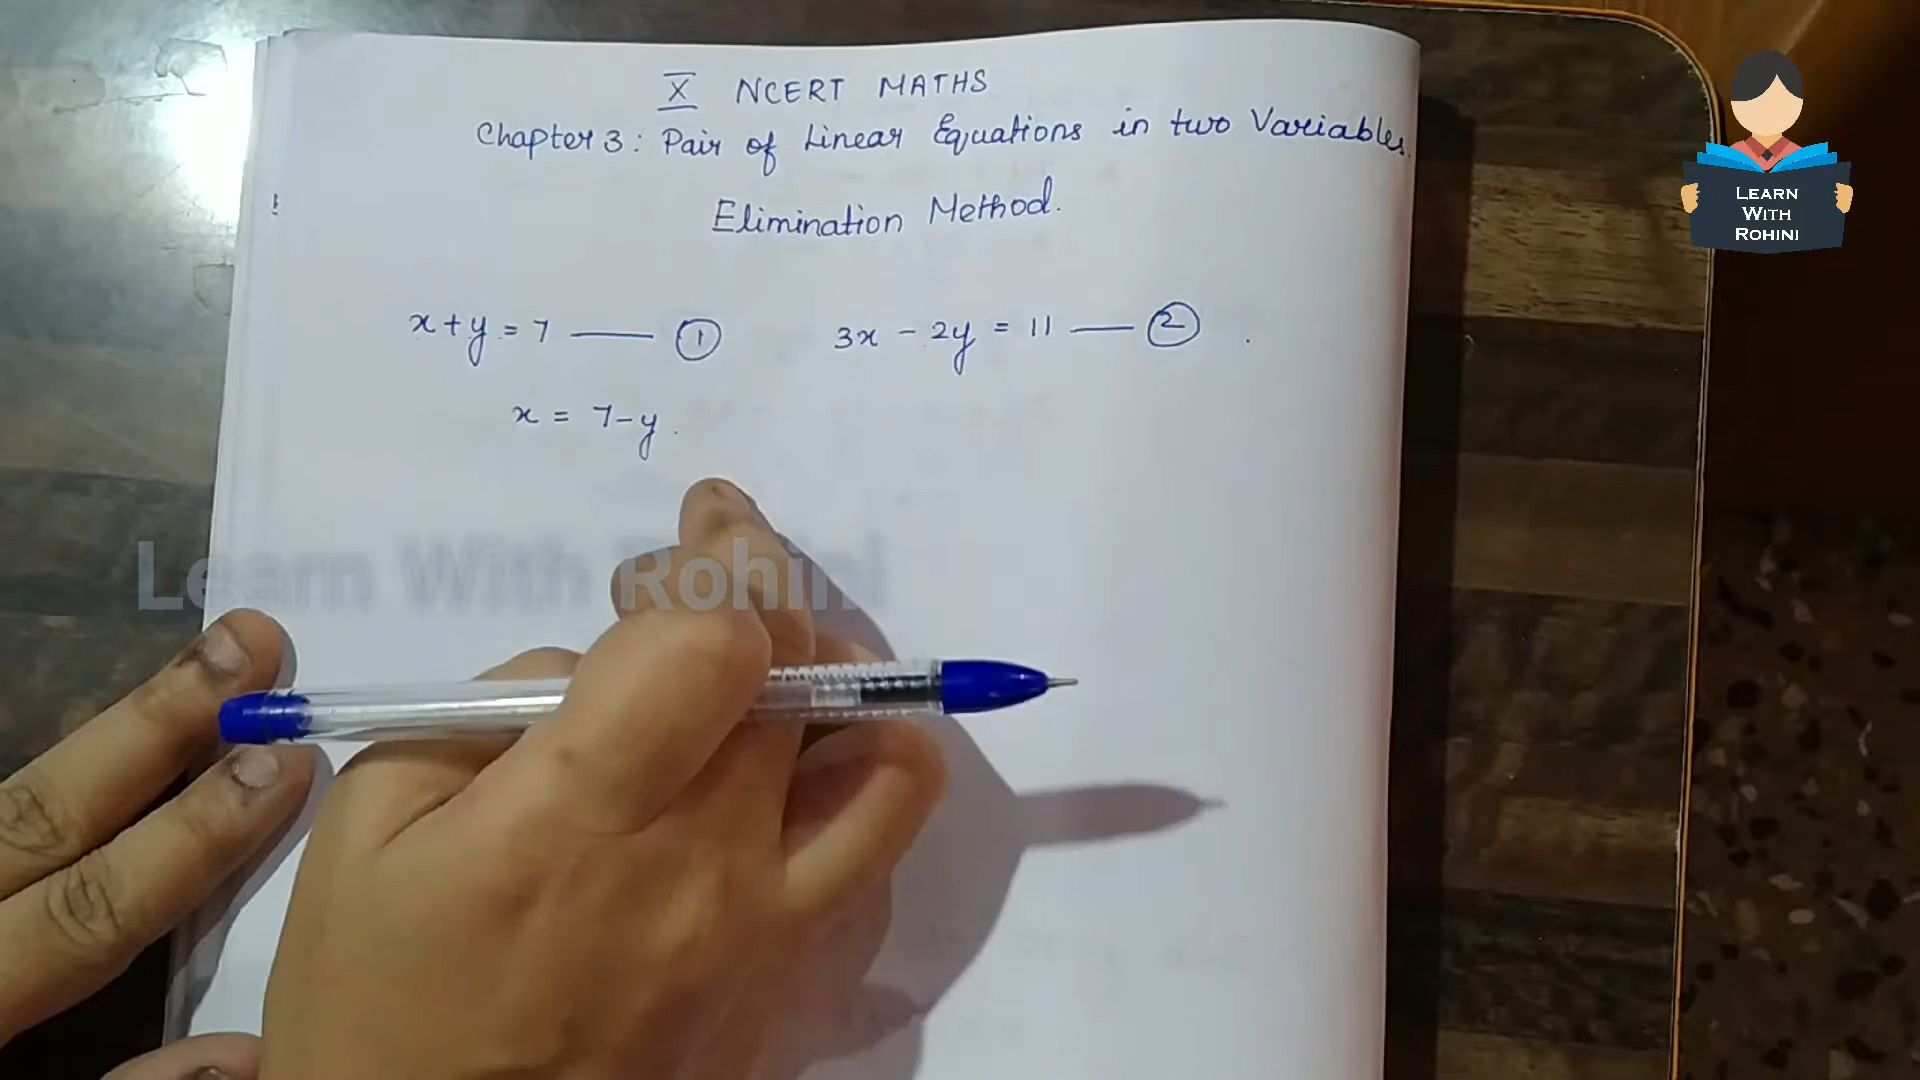 X NCERT MATHS
Chapter 3: Pair of Linear Equations in two Variables.
Elimination Method.
x + y = 7 —— ① 3x - 2y = 11 —— ②
x = 7 - y.
Learn With Rohini
LEARN
WITH
ROHINI